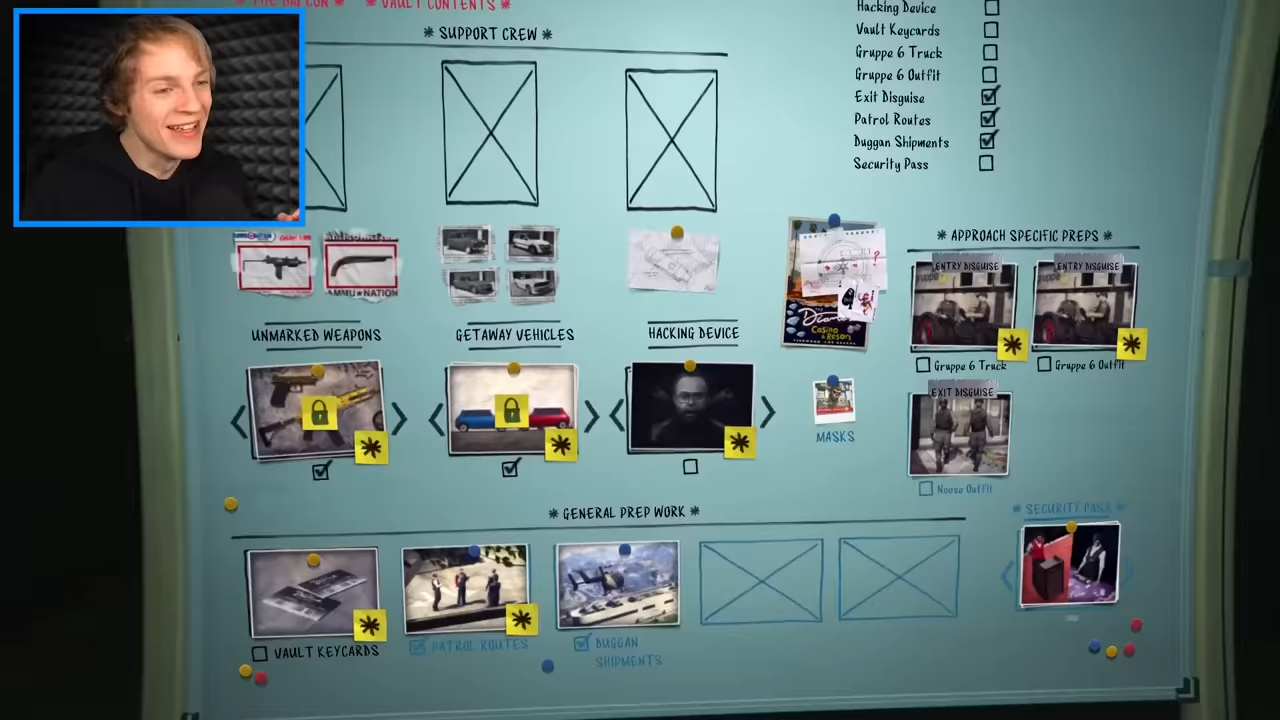 * THE BIG CON *
* VAULT CONTENTS *
* SUPPORT CREW *
Hacking Device
Vault Keycards
Gruppe 6 Truck
Gruppe 6 Outfit
Exit Disguise
Patrol Routes
Duggan Shipments
Security Pass
AMMU★NATION
Casino
& Resort
UNMARKED WEAPONS
GETAWAY VEHICLES
HACKING DEVICE
MASKS
* APPROACH SPECIFIC PREPS *
ENTRY DISGUISE
ENTRY DISGUISE
Gruppe 6 Truck
Gruppe 6 Outfit
EXIT DISGUISE
Noose Outfit
* GENERAL PREP WORK *
* SECURITY PASS *
VAULT KEYCARDS
PATROL ROUTES
DUGGAN
SHIPMENTS